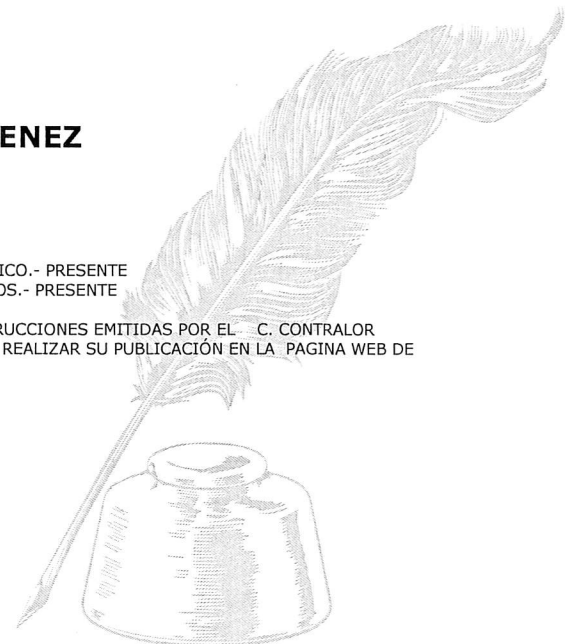 ENEZ
ICO.- PRESENTE
OS.- PRESENTE
RUCCIONES EMITIDAS POR EL C. CONTRALOR
REALIZAR SU PUBLICACIÓN EN LA PAGINA WEB DE